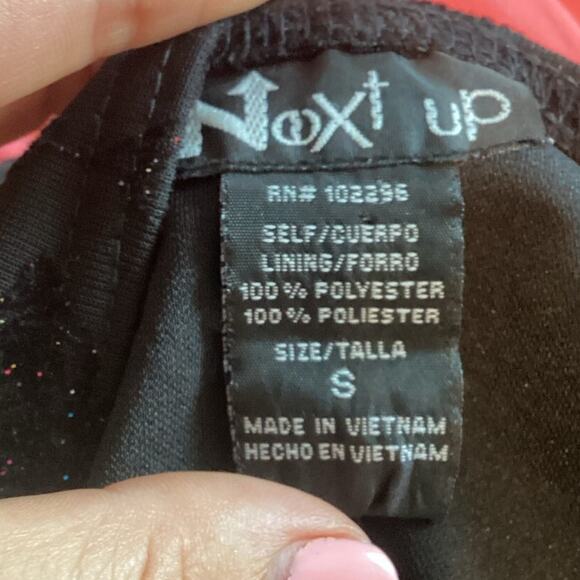 Next up
RN# 102296
SELF/CUERPO
LINING/FORRO
100% POLYESTER
100% POLIESTER
SIZE/TALLA
S
MADE IN VIETNAM
HECHO EN VIETNAM